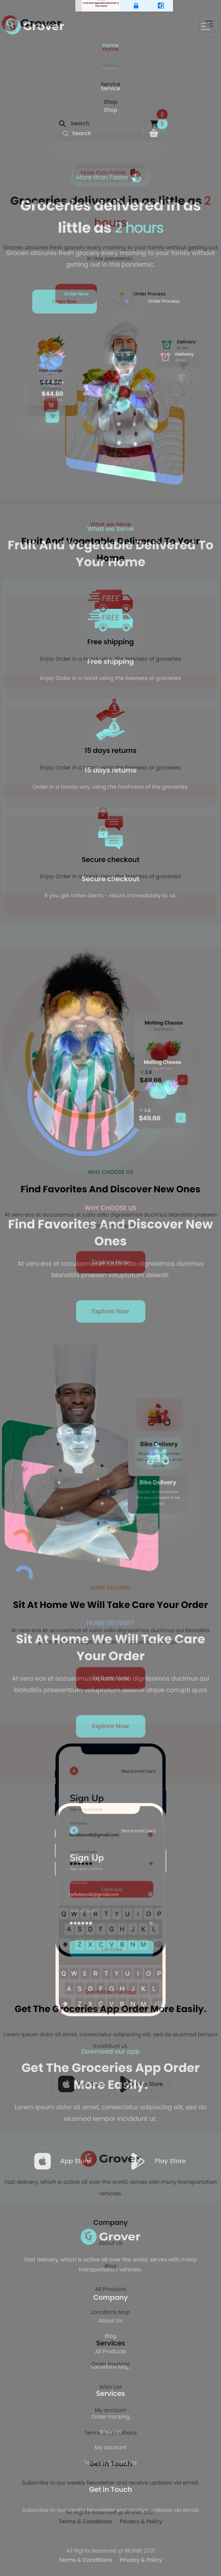 Grover
Home
Service
Shop
Search
2
More than Faster
Groceries delivered in as little as 2 hours
Grocen assures fresh grocery every morning to your family without getting out in this pandemic.
Order Now
Order Process
Delivery
$44.60
What we Serve
Fruit And Vegetable Delivered To Your Home
FREE
Free shipping
Enjoy Order in a hand using the freshness of groceries
15 days returns
Order in a handy way using the freshness of the groceries.
Secure checkout
If you get rotten items - return immediately to us.
Melting Cheese
$49.66
WHY CHOOSE US
Find Favorites And Discover New Ones
At vero eos et accusamus et iusto odio dignissimos ducimus blanditiis praesen voluptatum deleniti.
Explore Now
Bike Delivery
HOME DELIVERY
Sit At Home We Will Take Care Your Order
At vero eos et accusamus et iusto odio dignissimos ducimus qui blanditiis praesentium voluptatum deleniti atque corrupti quos
Explore Now
Sign Up
Continue
Q W E R T Y U I O P
A S D F G H J K L
Z X C V B N M
Download our app
Get The Groceries App Order More Easily.
Lorem ipsum dolor sit amet, consectetur adipiscing elit, sed do eiusmod tempor incididunt ut.
App Store
Play Store
Grover
Fast delivery, which is active all over the world, serves with many transportation vehicles.
Company
About Us
Blog
All Products
Locations Map
Services
Order tracking
Wish List
My account
Terms & Conditions
Get In Touch
Subscribe to our weekly Newsletter and receive updates via email.
All Rights Reserved @ BESNIK 2021
Terms & Conditions
Privacy & Policy